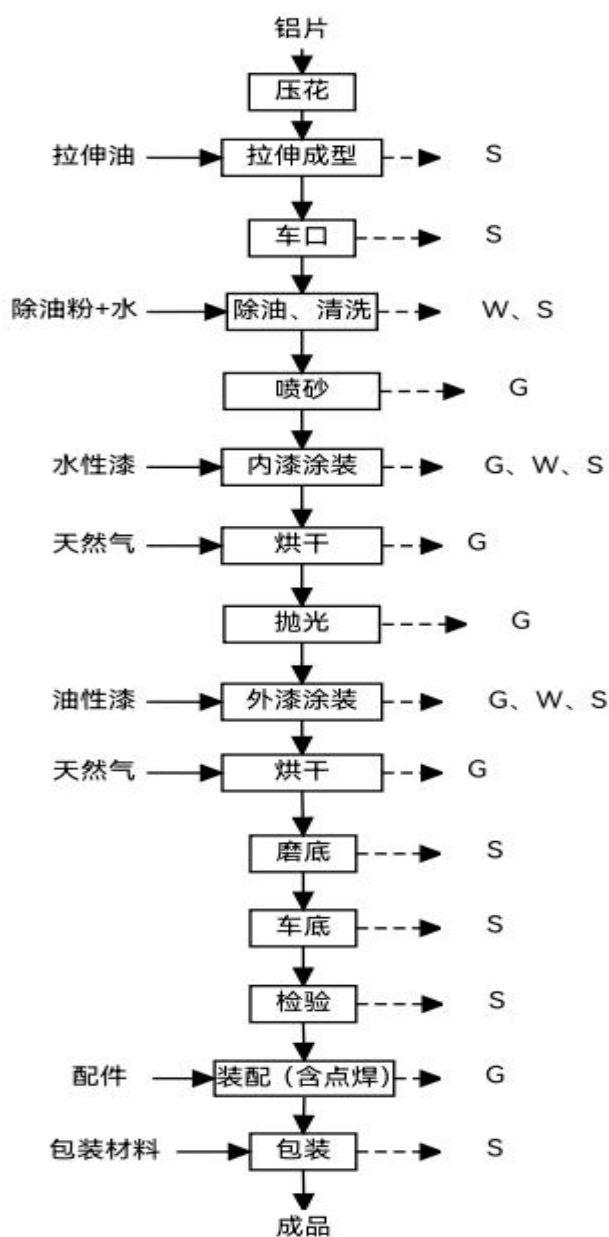 铝片
压花
拉伸油 拉伸成型 S
车口 S
除油粉+水 除油、清洗 W、S
喷砂 G
水性漆 内漆涂装 G、W、S
天然气 烘干 G
抛光 G
油性漆 外漆涂装 G、W、S
天然气 烘干 G
磨底 S
车底 S
检验 S
配件 装配（含点焊） G
包装材料 包装 S
成品